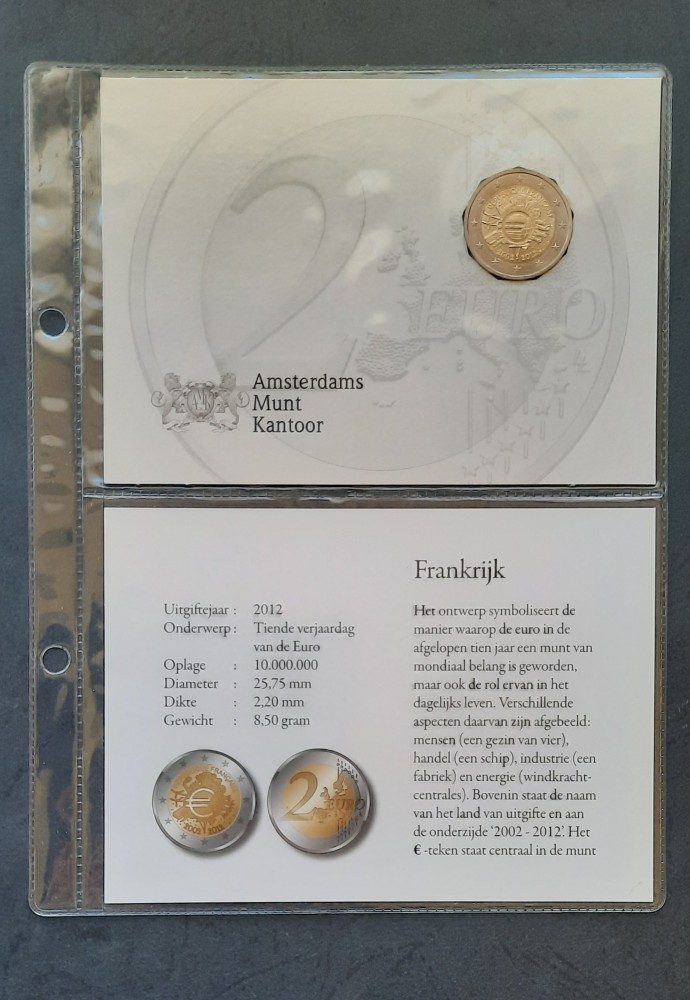 2 EURO
Amsterdams
Munt
Kantoor
Frankrijk
Uitgiftejaar : 2012
Onderwerp : Tiende verjaardag
van de Euro
Oplage : 10.000.000
Diameter : 25,75 mm
Dikte : 2,20 mm
Gewicht : 8,50 gram
Het ontwerp symboliseert de
manier waarop de euro in de
afgelopen tien jaar een munt van
mondiaal belang is geworden,
maar ook de rol ervan in het
dagelijks leven. Verschillende
aspecten daarvan zijn afgebeeld:
mensen (een gezin van vier),
handel (een schip), industrie (een
fabriek) en energie (windkracht-
centrales). Bovenin staat de naam
van het land van uitgifte en aan
de onderzijde '2002 - 2012'. Het
€ -teken staat centraal in de munt
€
2002 2012
2 EURO